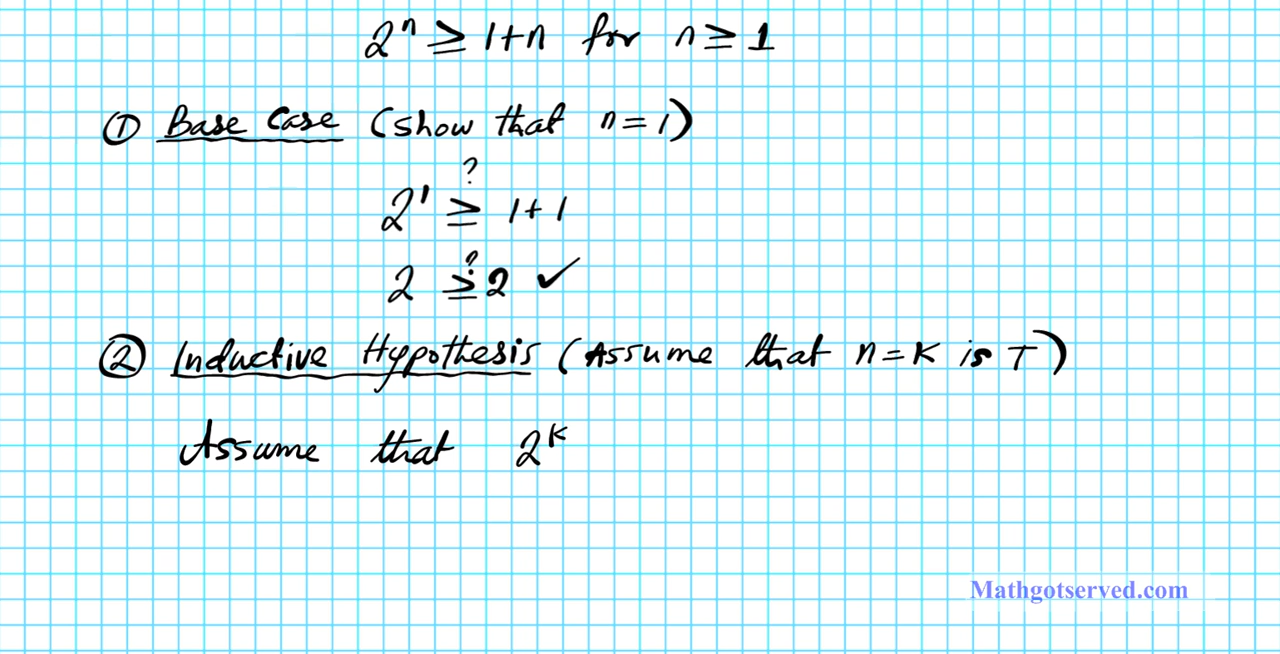 2ⁿ ≥ 1+n for n ≥ 1
① Base Case (show that n=1)
?
2¹ ≥ 1+1
?
2 ≥ 2 ✓
② Inductive Hypothesis (Assume that n=K is T)
Assume that 2ᴷ
Mathgotserved.com